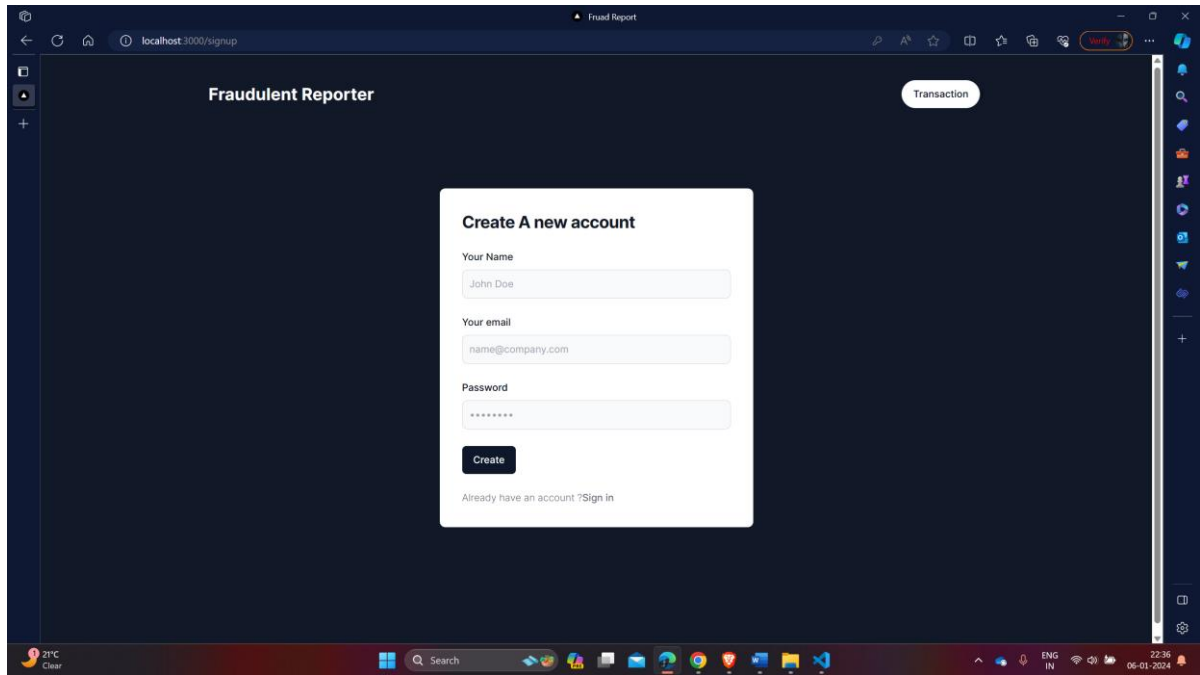 Fruad Report
localhost:3000/signup
Verify
Fraudulent Reporter
Transaction
Create A new account
Your Name
John Doe
Your email
name@company.com
Password
Create
Already have an account ?Sign in
1
21°C
Clear
Search
ENG
IN
22:36
06-01-2024